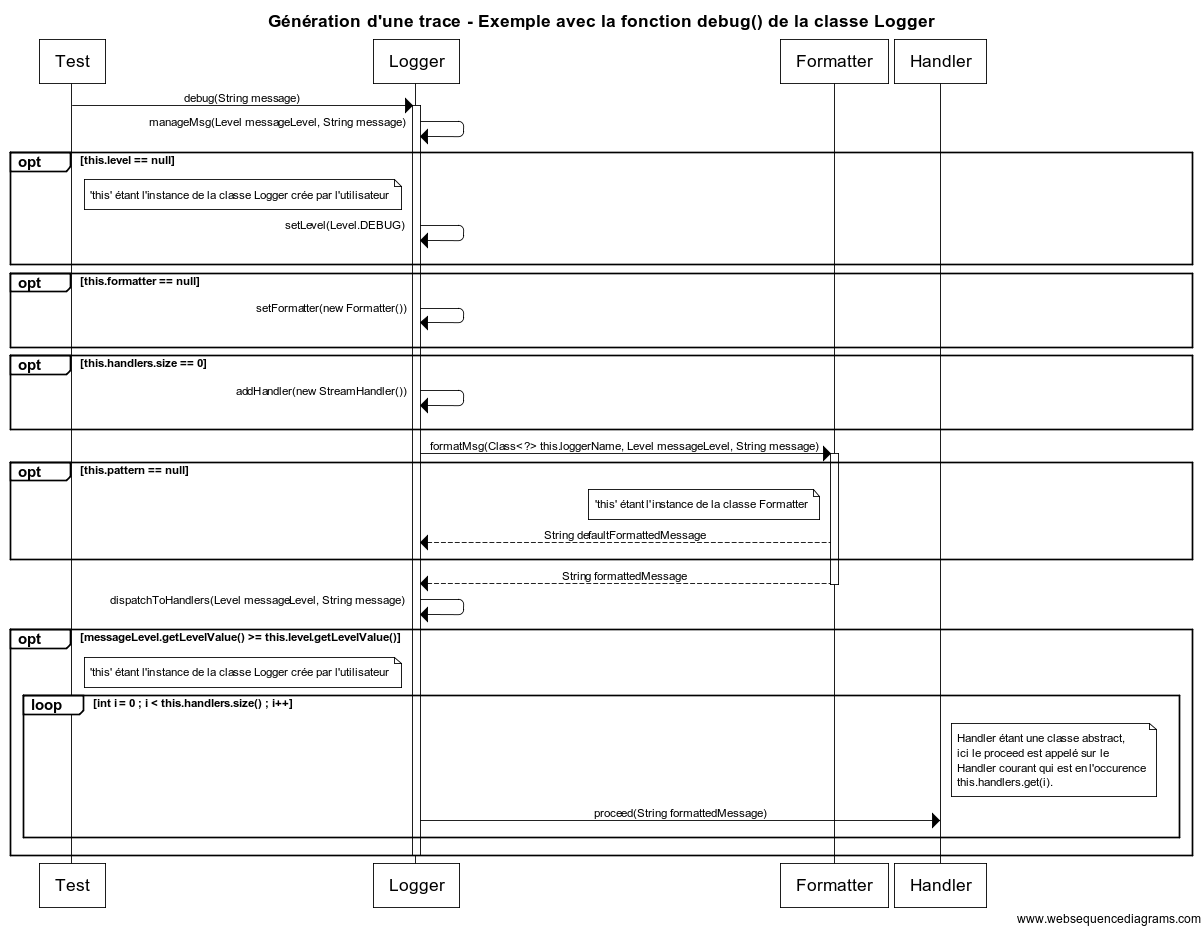 Génération d'une trace - Exemple avec la fonction debug() de la classe Logger
Test
Logger
Formatter
Handler
debug(String message)
manageMsg(Level messageLevel, String message)
opt
[this.level == null]
'this' étant l'instance de la classe Logger crée par l'utilisateur
setLevel(Level.DEBUG)
opt
[this.formatter == null]
setFormatter(new Formatter())
opt
[this.handlers.size == 0]
addHandler(new StreamHandler())
formatMsg(Class<?> this.loggerName, Level messageLevel, String message)
opt
[this.pattern == null]
'this' étant l'instance de la classe Formatter
String defaultFormattedMessage
String formattedMessage
dispatchToHandlers(Level messageLevel, String message)
opt
[messageLevel.getLevelValue() >= this.level.getLevelValue()]
'this' étant l'instance de la classe Logger crée par l'utilisateur
loop
[int i = 0 ; i < this.handlers.size() ; i++]
Handler étant une classe abstract,
ici le proceed est appelé sur le
Handler courant qui est en l'occurence
this.handlers.get(i).
proceed(String formattedMessage)
Test
Logger
Formatter
Handler
www.websequencediagrams.com